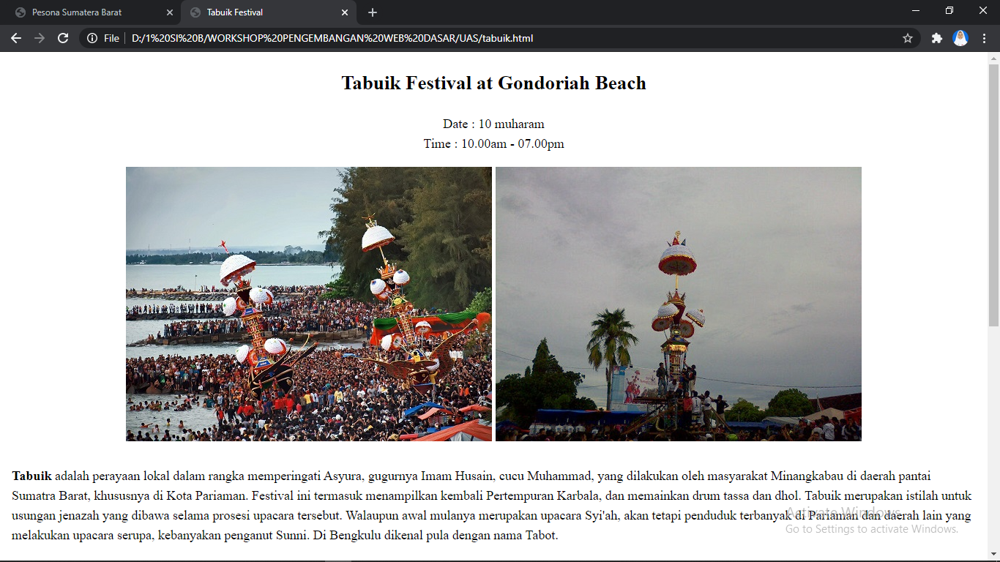 Pesona Sumatera Barat
Tabuik Festival
File
D:/1%20SI%20B/WORKSHOP%20PENGEMBANGAN%20WEB%20DASAR/UAS/tabuik.html
Tabuik Festival at Gondoriah Beach
Date : 10 muharam
Time : 10.00am - 07.00pm
Tabuik adalah perayaan lokal dalam rangka memperingati Asyura, gugurnya Imam Husain, cucu Muhammad, yang dilakukan oleh masyarakat Minangkabau di daerah pantai
Sumatra Barat, khususnya di Kota Pariaman. Festival ini termasuk menampilkan kembali Pertempuran Karbala, dan memainkan drum tassa dan dhol. Tabuik merupakan istilah untuk
usungan jenazah yang dibawa selama prosesi upacara tersebut. Walaupun awal mulanya merupakan upacara Syi'ah, akan tetapi penduduk terbanyak di Pariaman dan daerah lain yang
melakukan upacara serupa, kebanyakan penganut Sunni. Di Bengkulu dikenal pula dengan nama Tabot.
Activate Windows
Go to Settings to activate Windows.